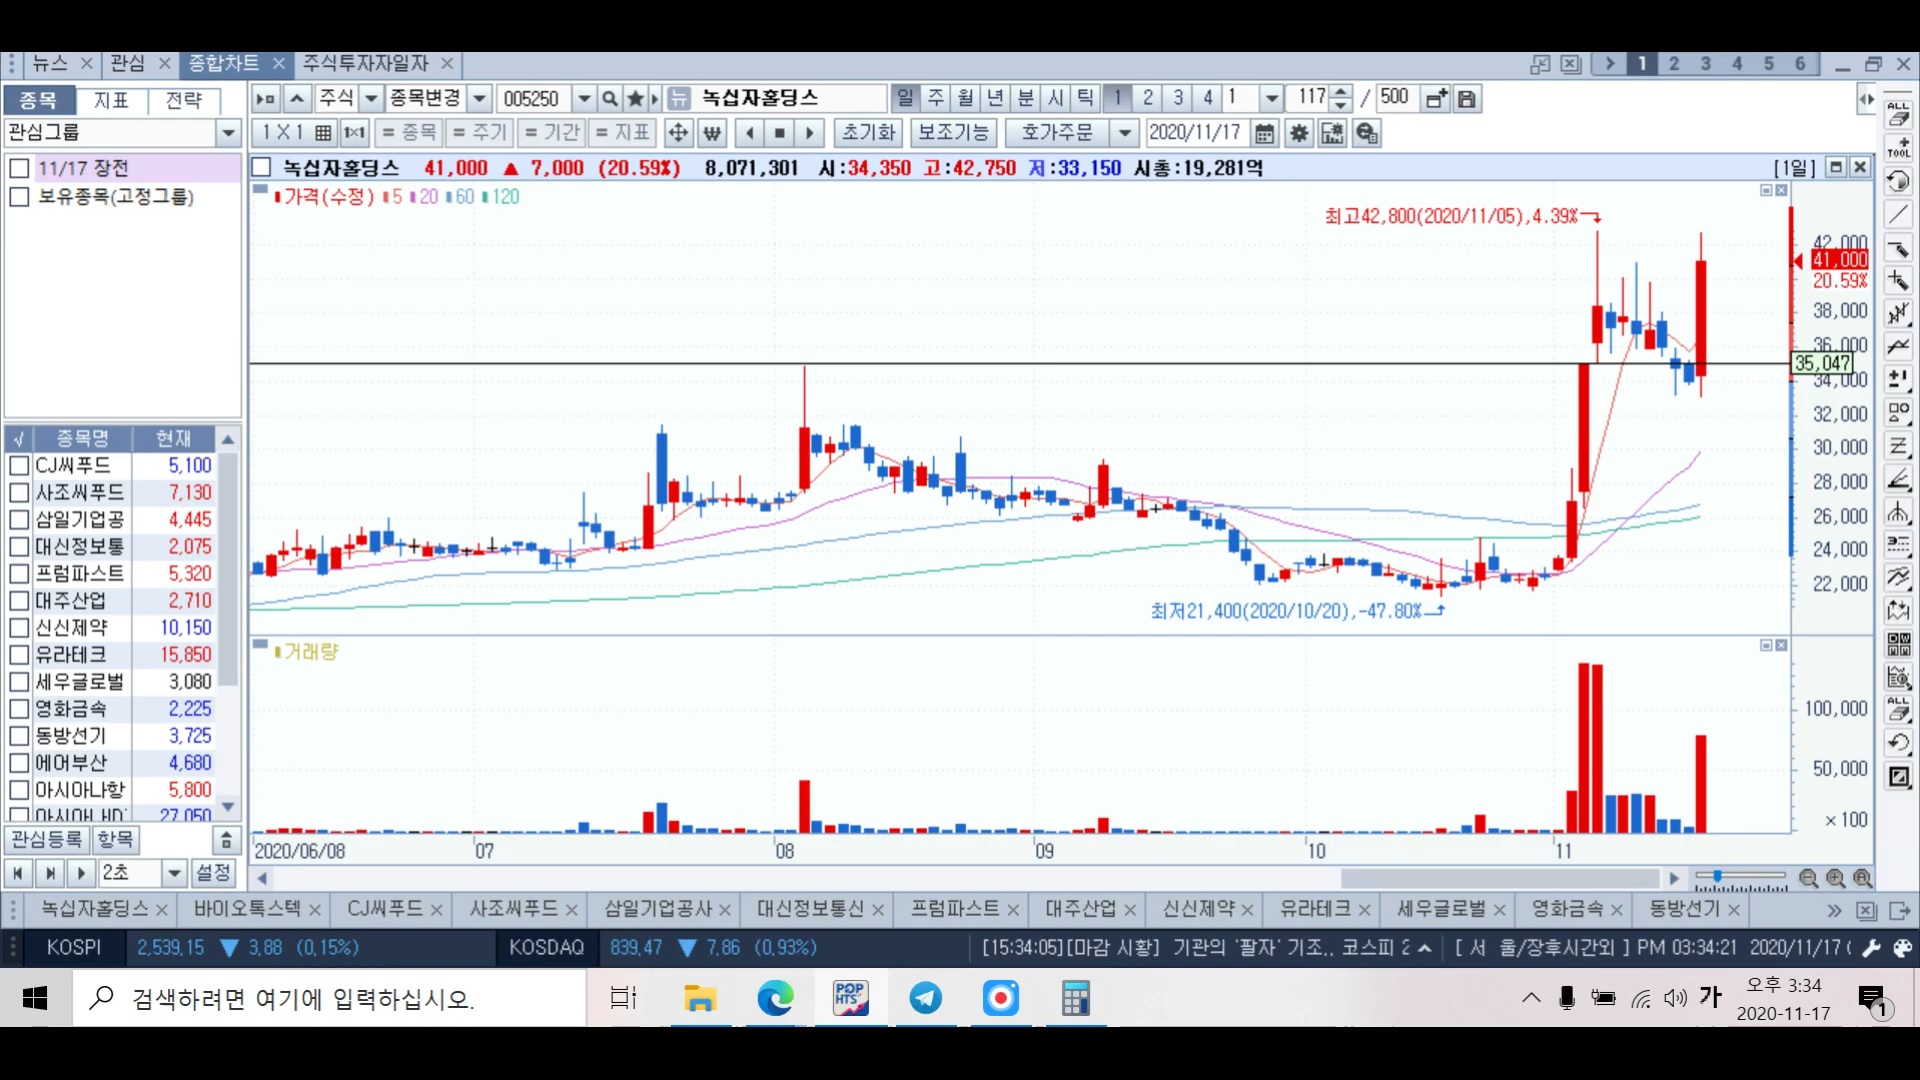 뉴스 관심 종합차트 주식투자자일자 1 2 3 4 5 6
종목 지표 전략 주식 종목변경 005250 뉴 녹십자홀딩스 일 주 월 년 분 시 틱 1 2 3 4 1 117 / 500
관심그룹 1X1 1×1 = 종목 = 주기 = 기간 = 지표 ₩ 초기화 보조기능 호가주문 2020/11/17
11/17 장전
보유종목(고정그룹)
녹십자홀딩스 41,000 ▲ 7,000 (20.59%) 8,071,301 시:34,350 고:42,750 저:33,150 시총:19,281억 [1일]
가격(수정) 5 20 60 120
최고42,800(2020/11/05),4.39%
42,000
41,000
20.59%
38,000
36,000
35,047
34,000
32,000
30,000
28,000
26,000
24,000
22,000
최저21,400(2020/10/20),-47.80%
거래량
100,000
50,000
×100
2020/06/08 07 08 09 10 11
√ 종목명 현재
CJ씨푸드 5,100
사조씨푸드 7,130
삼일기업공 4,445
대신정보통 2,075
프럼파스트 5,320
대주산업 2,710
신신제약 10,150
유라테크 15,850
세우글로벌 3,080
영화금속 2,225
동방선기 3,725
에어부산 4,680
아시아나항 5,800
27,050
관심등록 항목
2초 설정
ALL
TOOL
ALL
녹십자홀딩스 바이오톡스텍 CJ씨푸드 사조씨푸드 삼일기업공사 대신정보통신 프럼파스트 대주산업 신신제약 유라테크 세우글로벌 영화금속 동방선기
KOSPI 2,539.15 ▼ 3.88 (0.15%) KOSDAQ 839.47 ▼ 7.86 (0.93%) [15:34:05][마감 시황] 기관의 '팔자' 기조.. 코스피 2 [ 서 울/장후시간외 ] PM 03:34:21 2020/11/17 (
검색하려면 여기에 입력하십시오. POP HTS 가 오후 3:34
2020-11-17 1